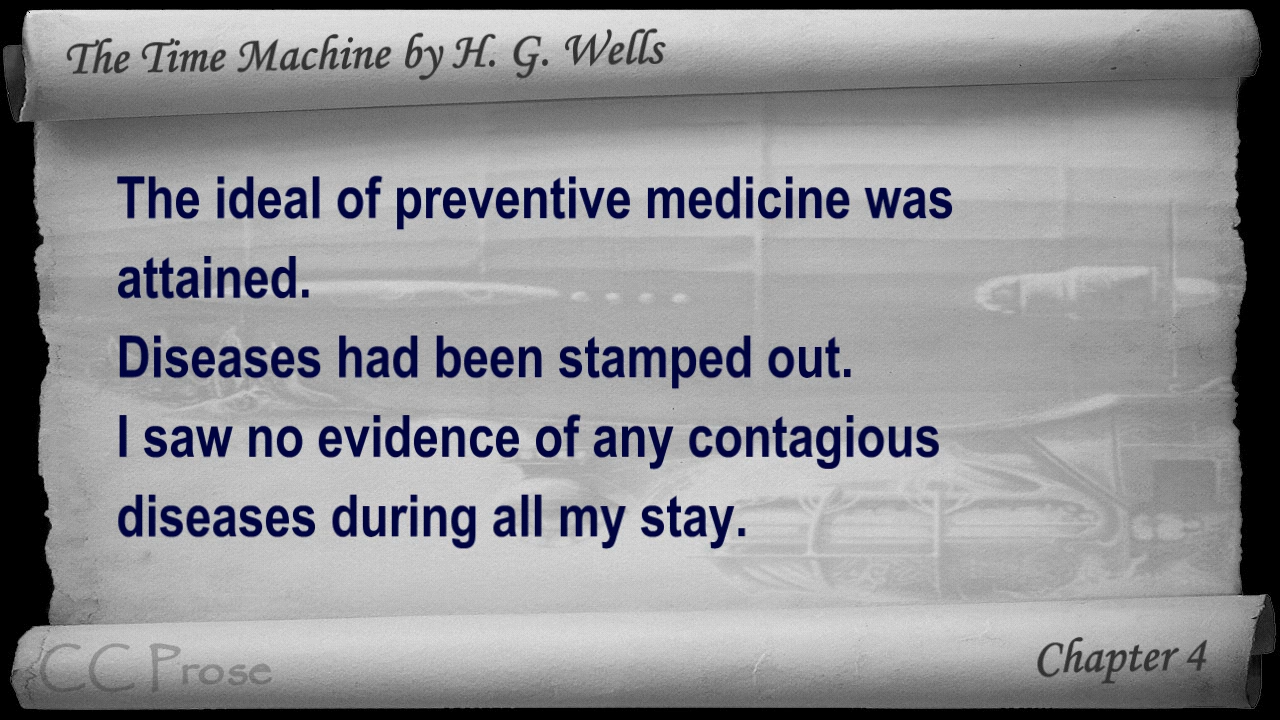 The Time Machine by H. G. Wells
The ideal of preventive medicine was
attained.
Diseases had been stamped out.
I saw no evidence of any contagious
diseases during all my stay.
CC Prose
Chapter 4